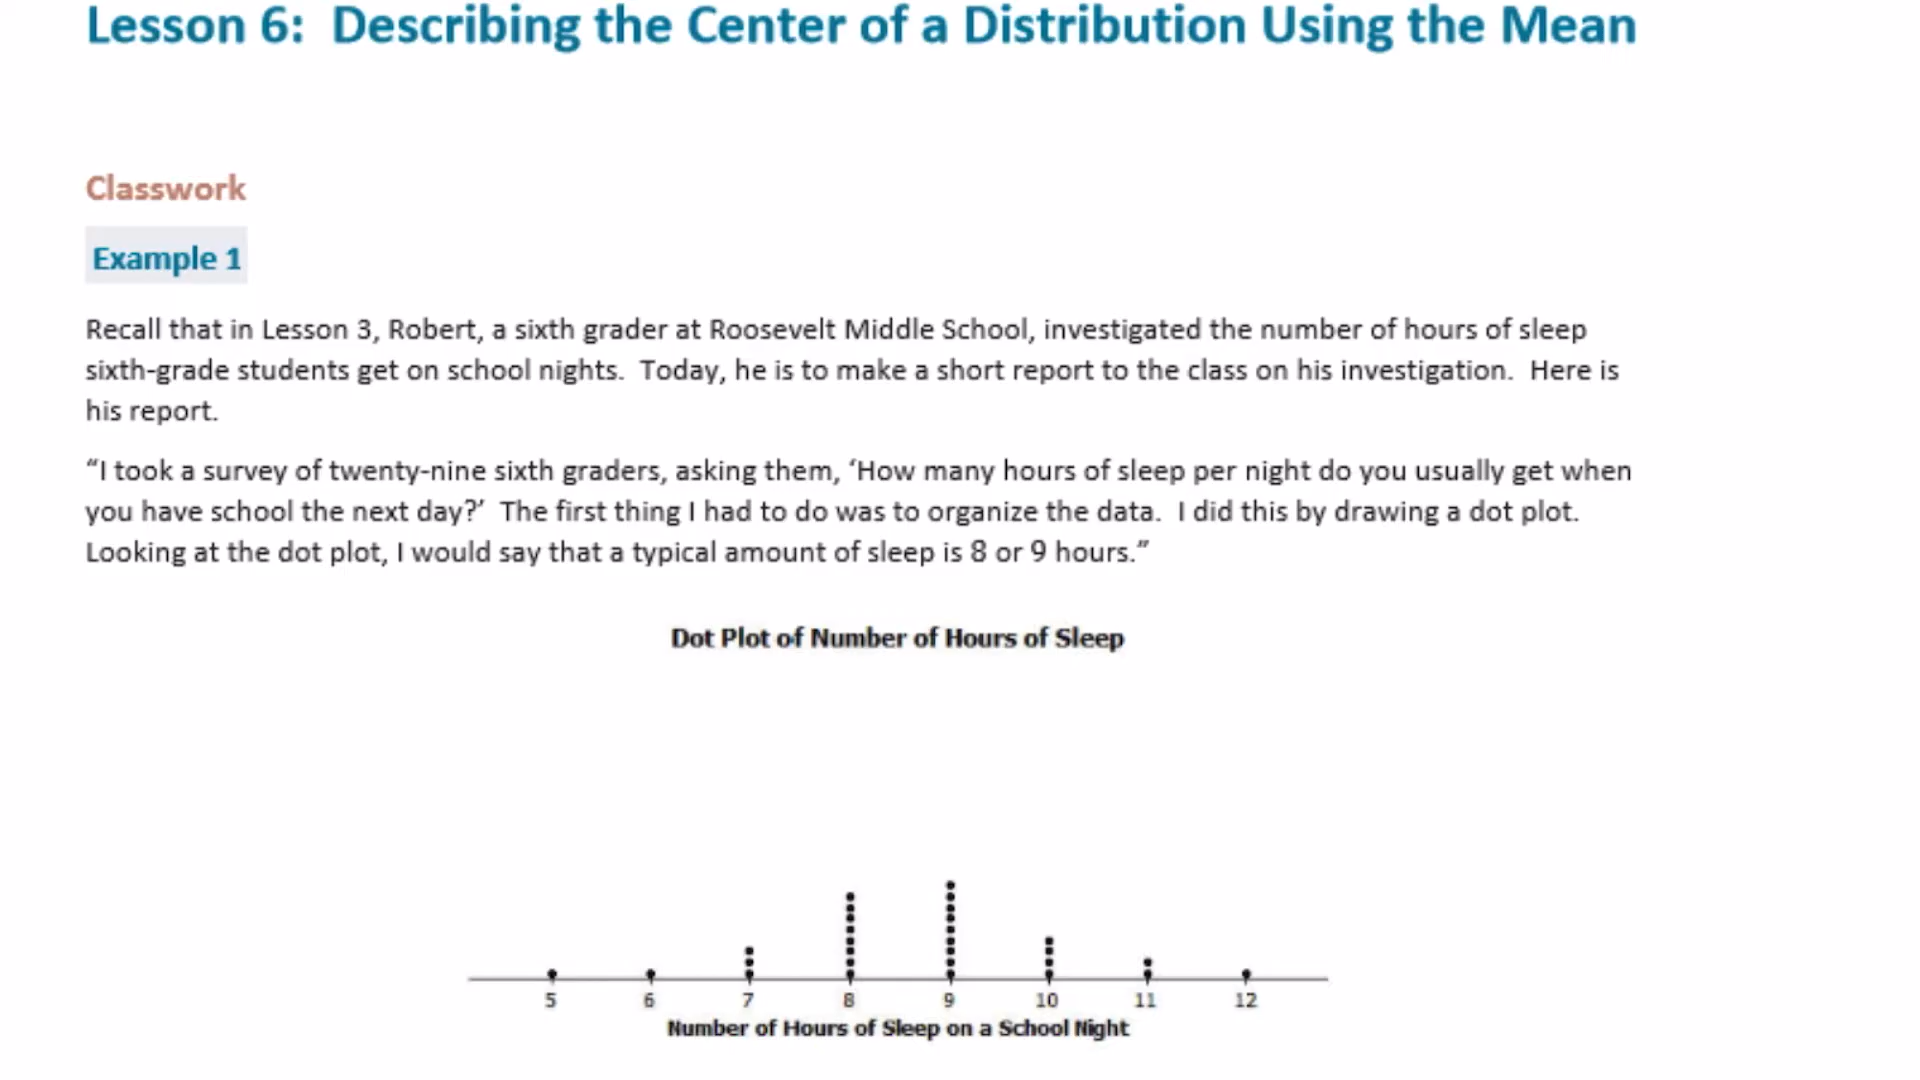 Lesson 6:  Describing the Center of a Distribution Using the Mean
Classwork
Example 1
Recall that in Lesson 3, Robert, a sixth grader at Roosevelt Middle School, investigated the number of hours of sleep
sixth-grade students get on school nights.  Today, he is to make a short report to the class on his investigation.  Here is
his report.
“I took a survey of twenty-nine sixth graders, asking them, ‘How many hours of sleep per night do you usually get when
you have school the next day?’  The first thing I had to do was to organize the data.  I did this by drawing a dot plot.
Looking at the dot plot, I would say that a typical amount of sleep is 8 or 9 hours.”
Dot Plot of Number of Hours of Sleep
5 6 7 8 9 10 11 12
Number of Hours of Sleep on a School Night